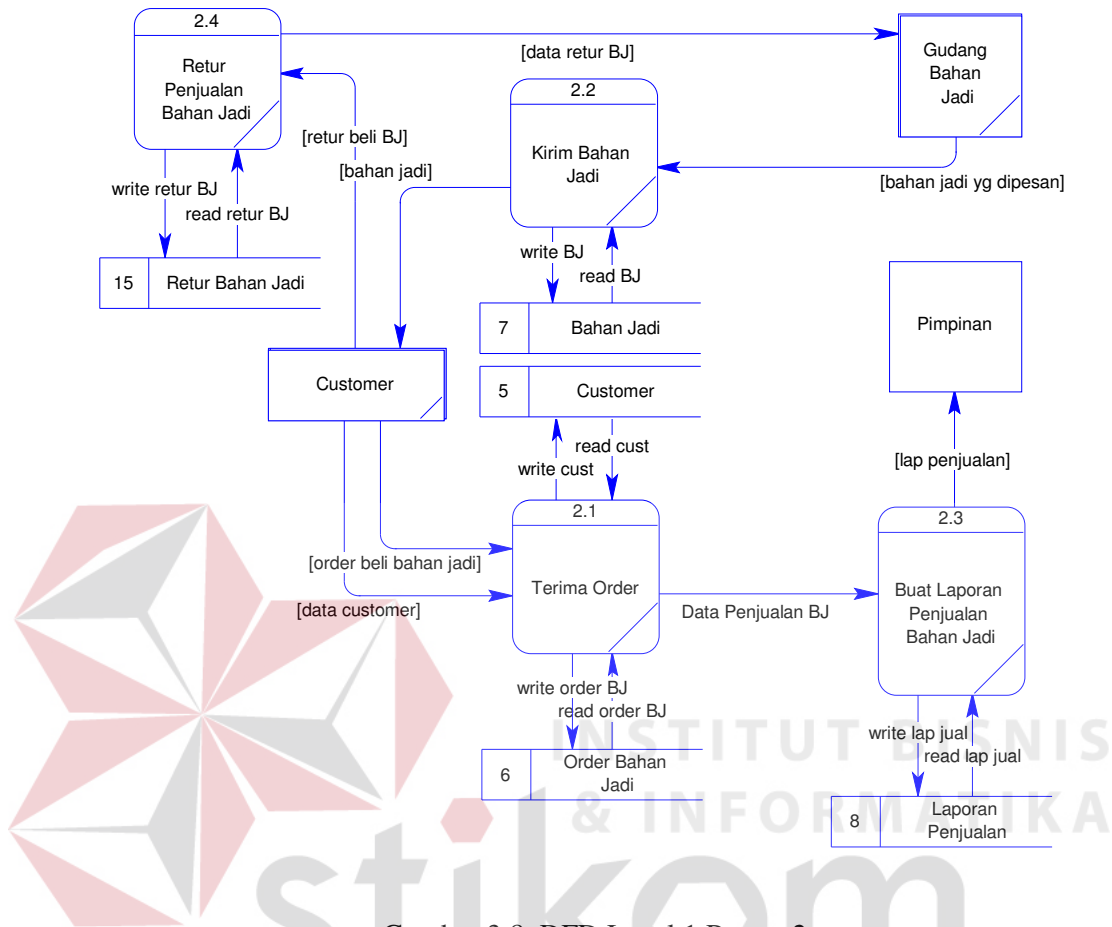 2.4
Retur
Penjualan
Bahan Jadi
[data retur BJ]
Gudang
Bahan
Jadi
2.2
Kirim Bahan
Jadi
[retur beli BJ]
[bahan jadi]
[bahan jadi yg dipesan]
write retur BJ
read retur BJ
write BJ
read BJ
15
Retur Bahan Jadi
7
Bahan Jadi
Pimpinan
Customer
5
Customer
read cust
write cust
[lap penjualan]
2.1
Terima Order
2.3
Buat Laporan
Penjualan
Bahan Jadi
[order beli bahan jadi]
[data customer]
Data Penjualan BJ
write order BJ
read order BJ
write lap jual
read lap jual
6
Order Bahan
Jadi
8
Laporan
Penjualan
INSTITUT BISNIS
& INFORMATIKA
stikom